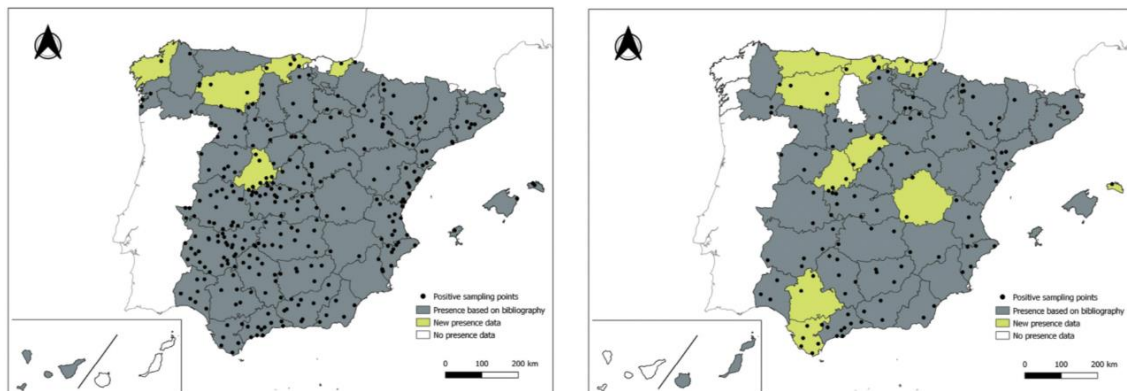 Positive sampling points
Presence based on bibliography
New presence data
No presence data
0 100 200 km
Positive sampling points
Presence based on bibliography
New presence data
No presence data
0 100 200 km